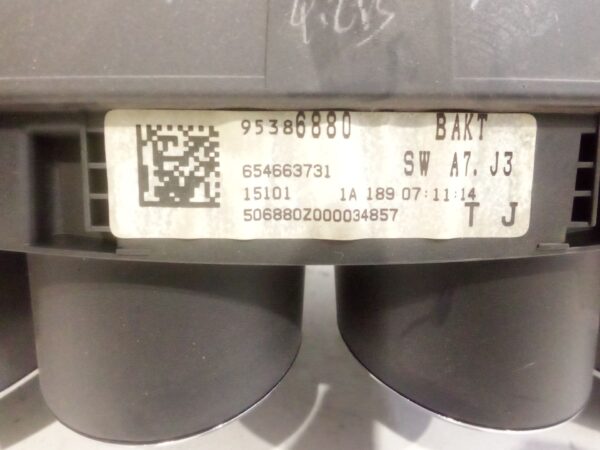 95386880 BAKT
SW A7. J3
654663731
15101 1A 189 07:11:14
506880Z000034857
T J